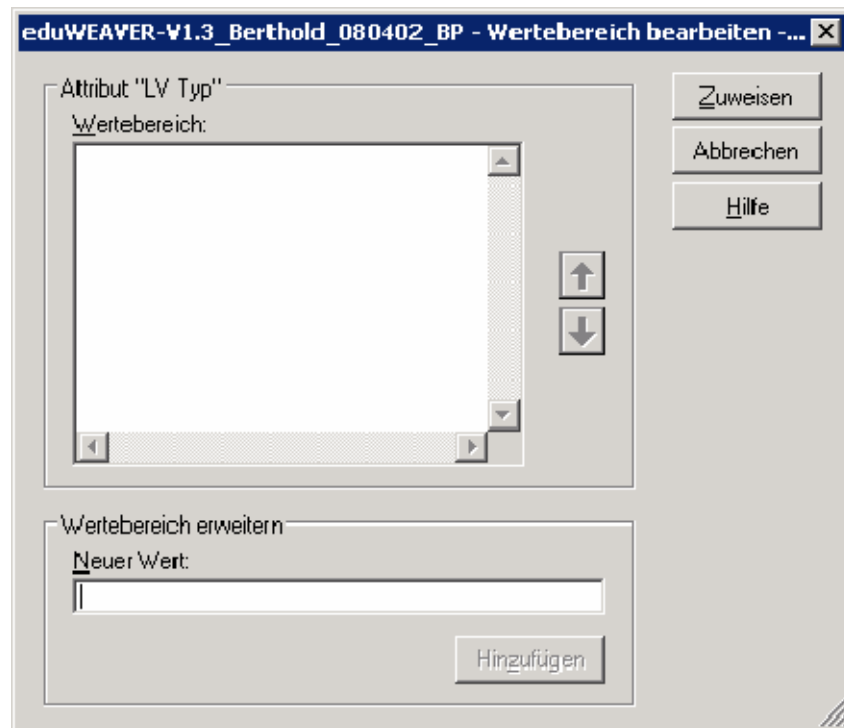 eduWEAVER-V1.3_Berthold_080402_BP - Wertebereich bearbeiten -...
Attribut "LV Typ"
Wertebereich:
Zuweisen
Abbrechen
Hilfe
Wertebereich erweitern
Neuer Wert:
Hinzufügen